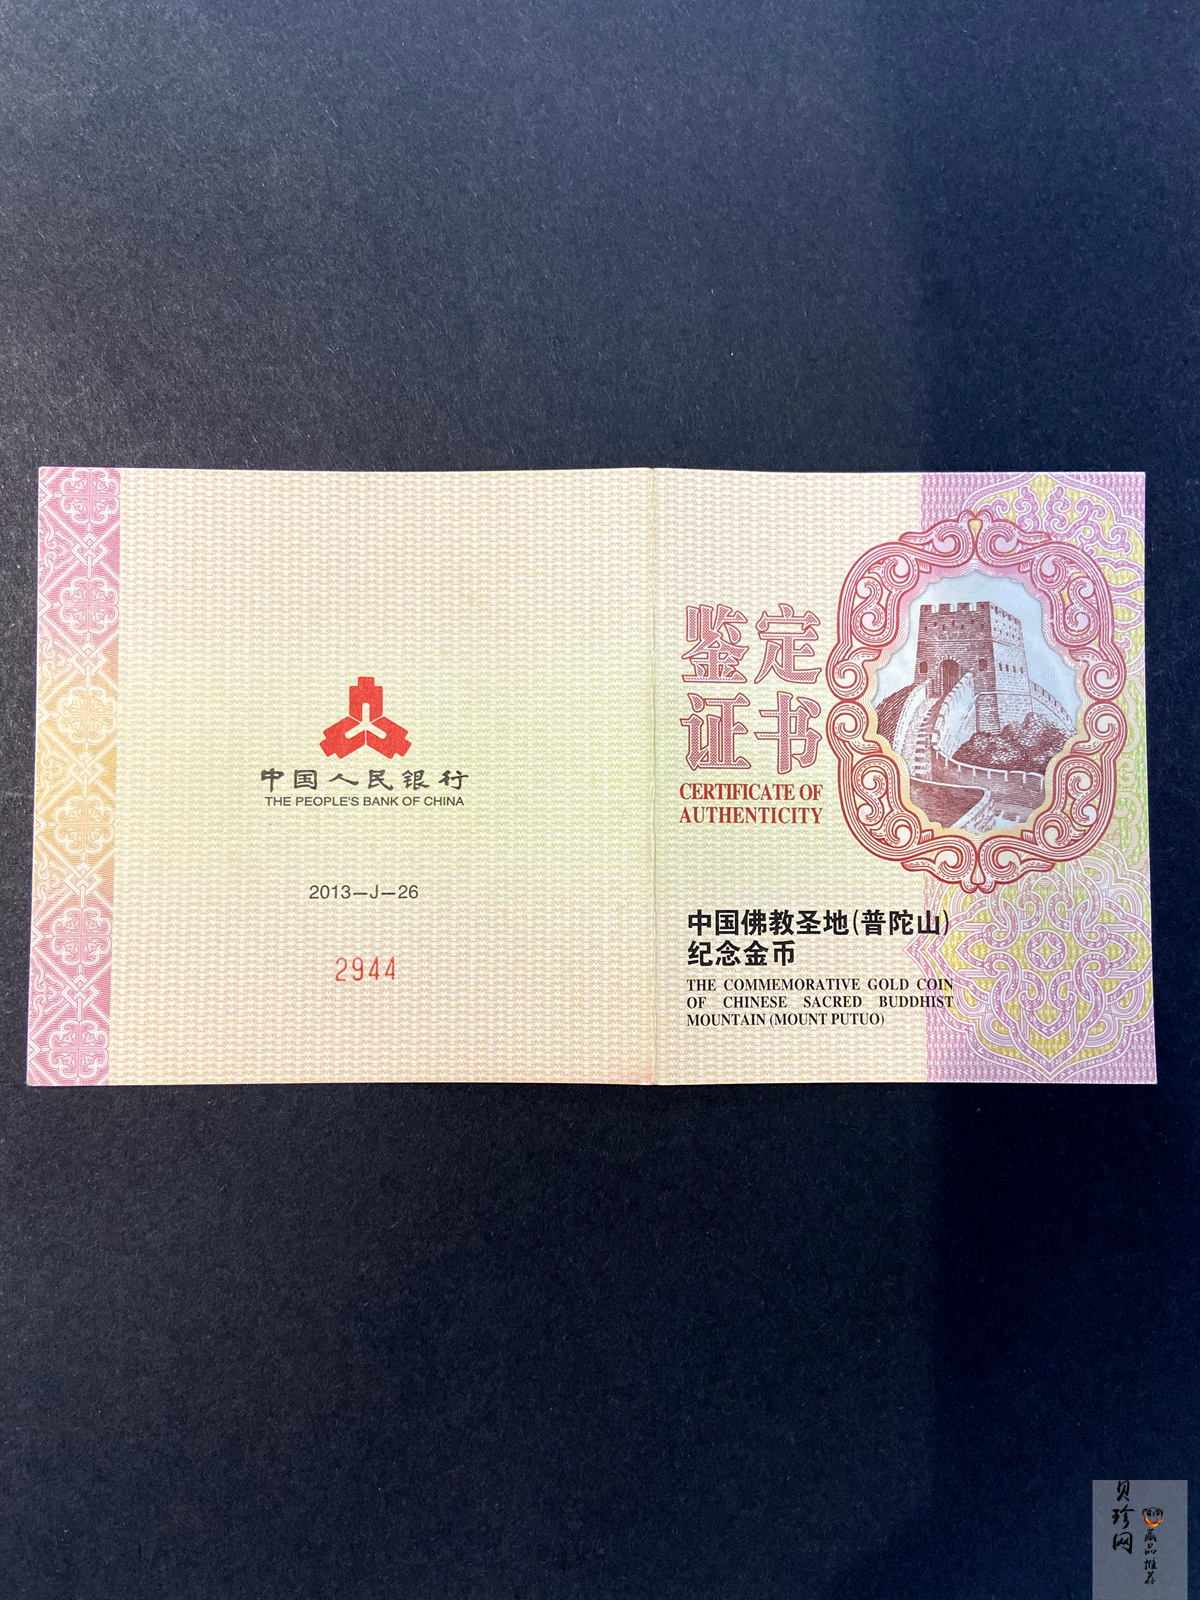 中国人民银行
THE PEOPLE'S BANK OF CHINA
2013—J—26
2944
鉴定
证书
CERTIFICATE OF
AUTHENTICITY
中国佛教圣地(普陀山)
纪念金币
THE COMMEMORATIVE GOLD COIN
OF CHINESE SACRED BUDDHIST
MOUNTAIN (MOUNT PUTUO)
贝珍网
藏品推荐